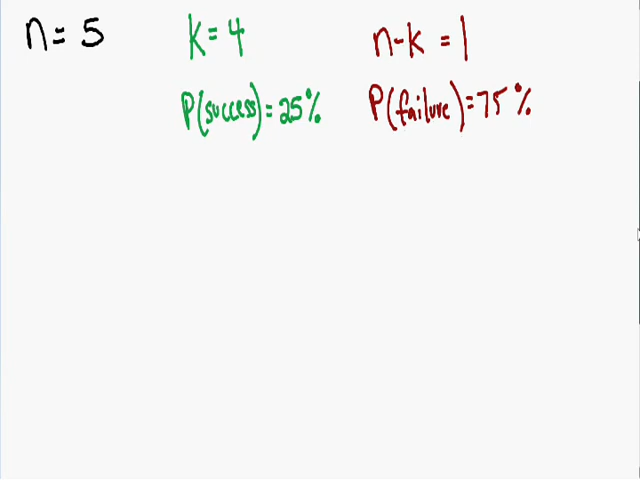 n = 5 k = 4 n-k = 1
P(success) = 25% P(failure) = 75%